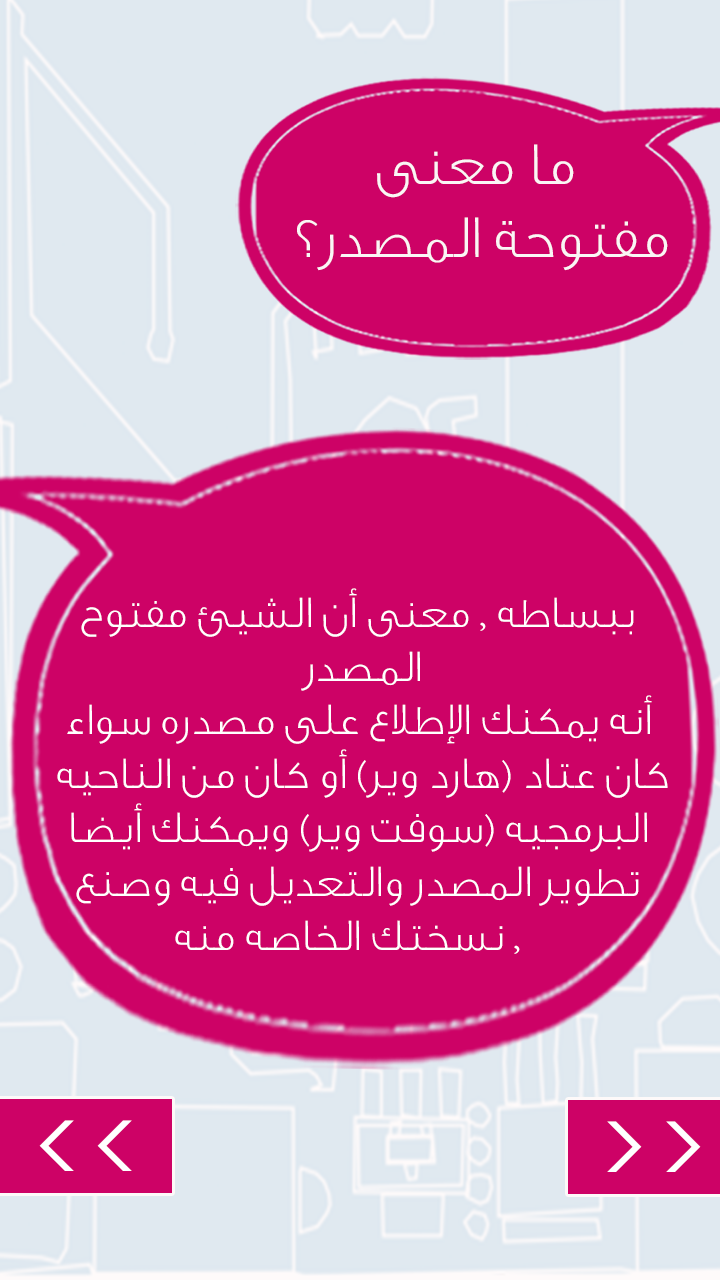 ما معنى
مفتوحة المصدر؟
ببساطه , معنى أن الشيئ مفتوح
المصدر
أنه يمكنك الإطلاع على مصدره سواء
كان عتاد (هارد وير) أو كان من الناحيه
البرمجيه (سوفت وير) ويمكنك أيضا
تطوير المصدر والتعديل فيه وصنع
, نسختك الخاصه منه